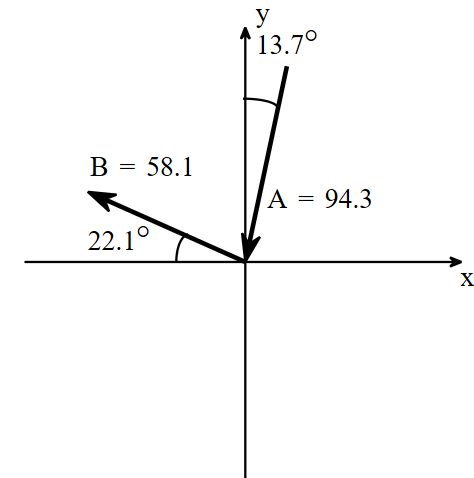 y
13.7°
B = 58.1
A = 94.3
22.1°
x